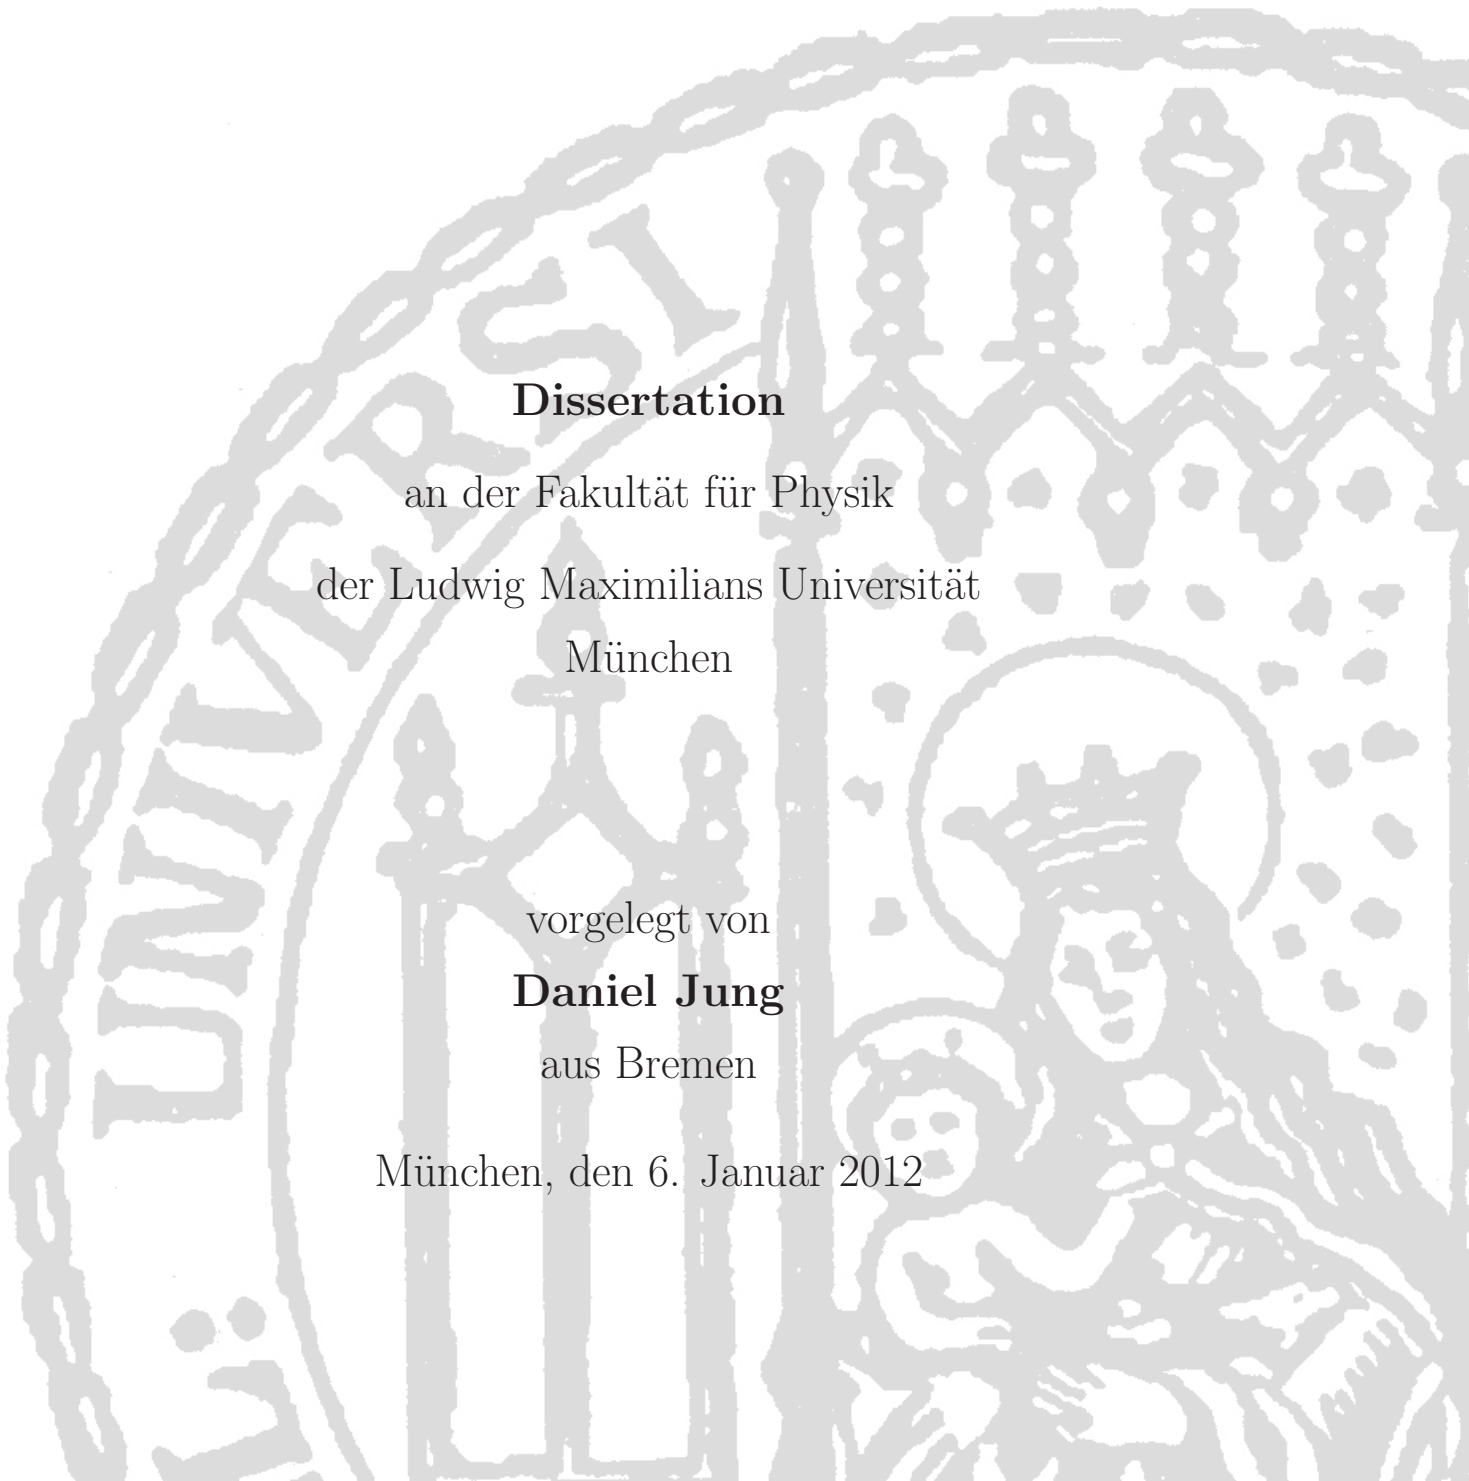 UNIVERSI
Dissertation
an der Fakultät für Physik
der Ludwig Maximilians Universität
München
vorgelegt von
Daniel Jung
aus Bremen
München, den 6. Januar 2012